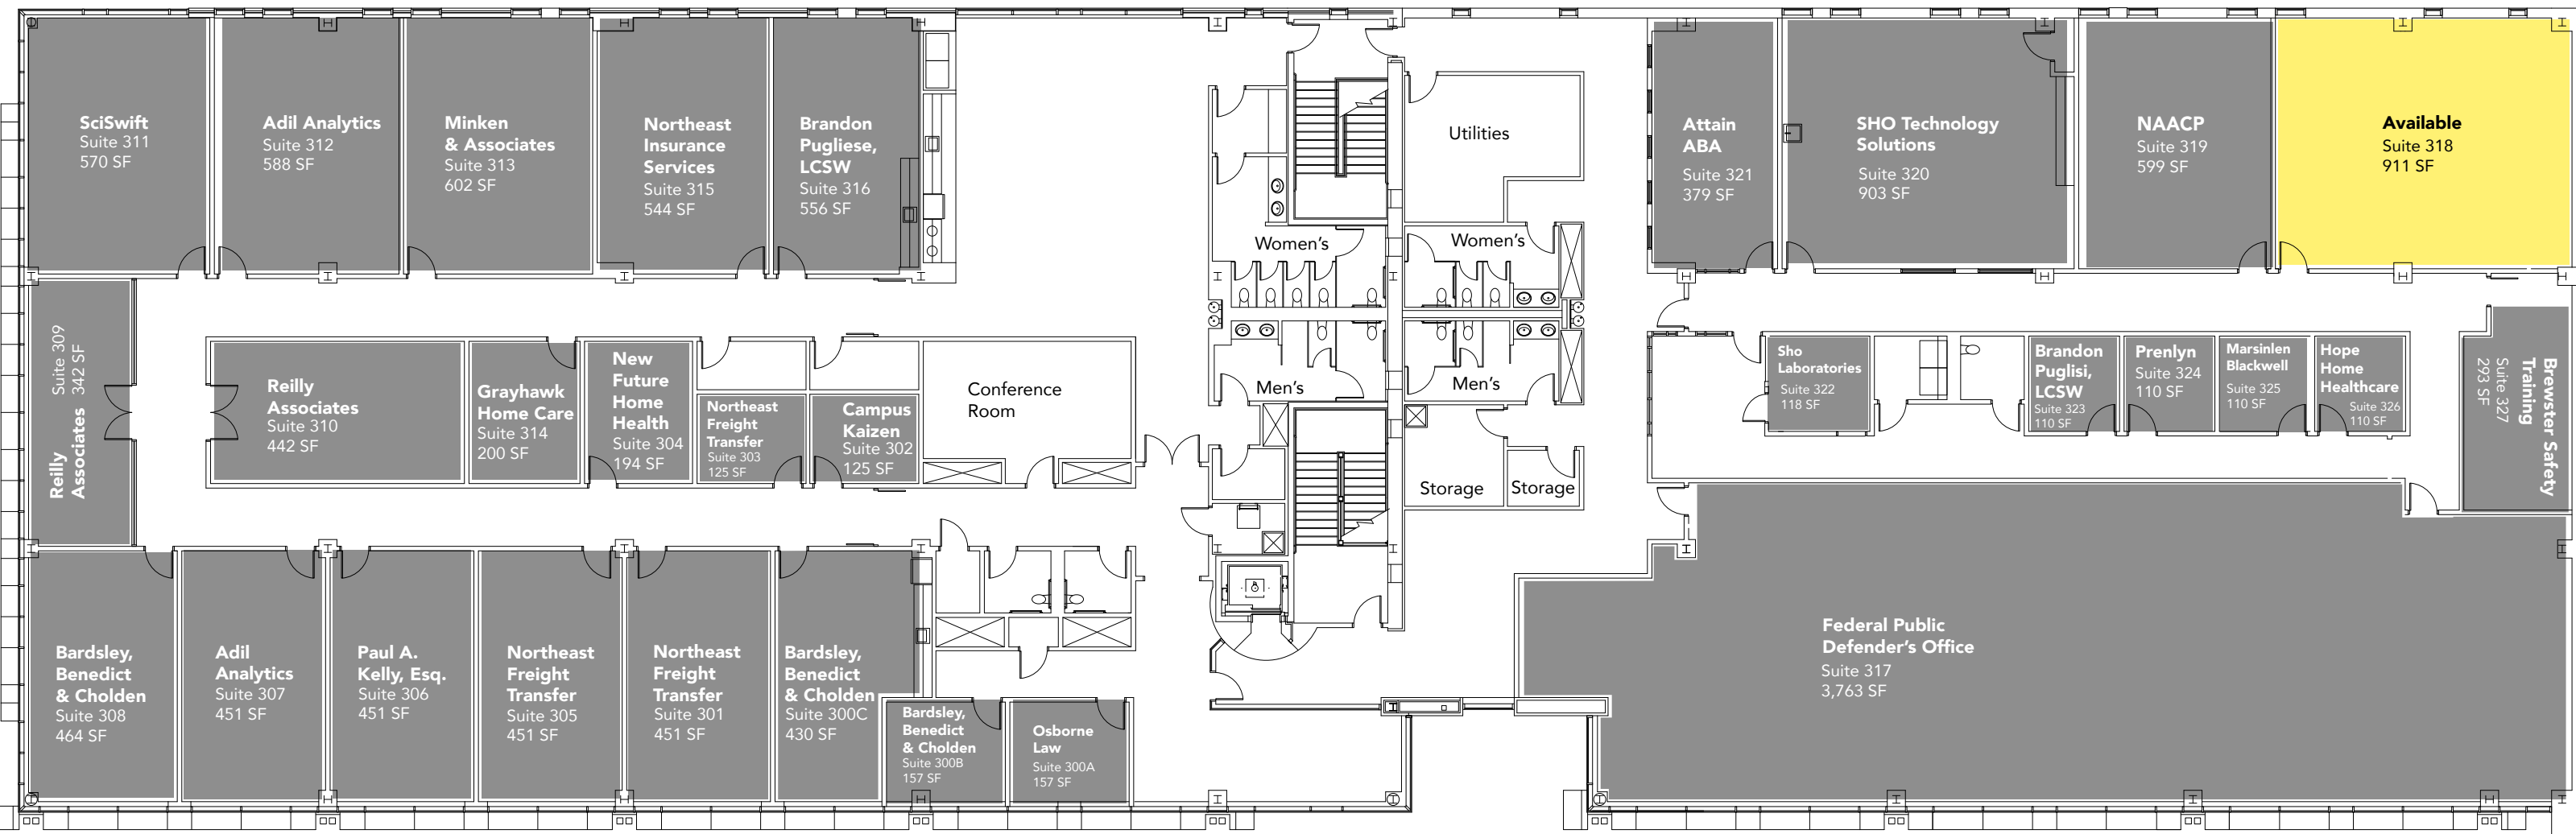 SciSwift
Suite 311
570 SF
Adil Analytics
Suite 312
588 SF
Minken
& Associates
Suite 313
602 SF
Northeast
Insurance
Services
Suite 315
544 SF
Brandon
Pugliese,
LCSW
Suite 316
556 SF
Utilities
Attain
ABA
Suite 321
379 SF
SHO Technology
Solutions
Suite 320
903 SF
NAACP
Suite 319
599 SF
Available
Suite 318
911 SF
Women's
Women's
Men's
Men's
Reilly
Associates
Suite 309
342 SF
Reilly
Associates
Suite 310
442 SF
Grayhawk
Home Care
Suite 314
200 SF
New
Future
Home
Health
Suite 304
194 SF
Northeast
Freight
Transfer
Suite 303
125 SF
Campus
Kaizen
Suite 302
125 SF
Conference
Room
Storage
Storage
Sho
Laboratories
Suite 322
118 SF
Brandon
Puglisi,
LCSW
Suite 323
110 SF
Prenlyn
Suite 324
110 SF
Marsinlen
Blackwell
Suite 325
110 SF
Hope
Home
Healthcare
Suite 326
110 SF
Brewster Safety
Training
Suite 327
293 SF
Bardsley,
Benedict
& Cholden
Suite 308
464 SF
Adil
Analytics
Suite 307
451 SF
Paul A.
Kelly, Esq.
Suite 306
451 SF
Northeast
Freight
Transfer
Suite 305
451 SF
Northeast
Freight
Transfer
Suite 301
451 SF
Bardsley,
Benedict
& Cholden
Suite 300C
430 SF
Bardsley,
Benedict
& Cholden
Suite 300B
157 SF
Osborne
Law
Suite 300A
157 SF
Federal Public
Defender's Office
Suite 317
3,763 SF